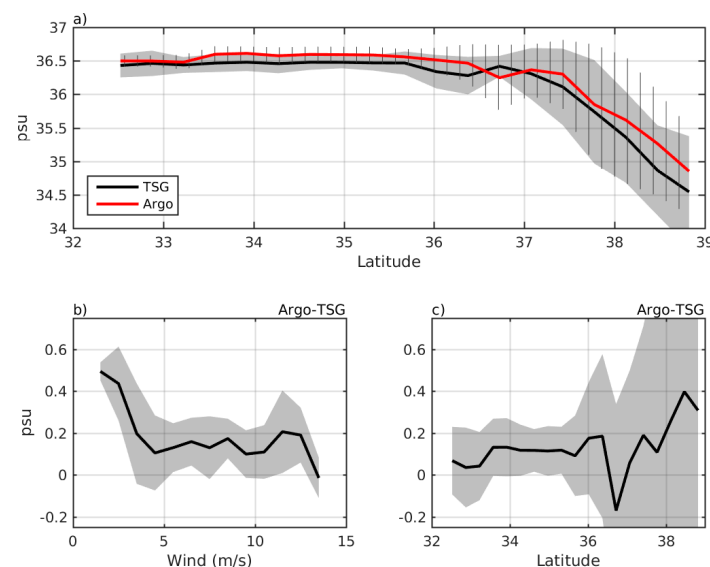 a)
37
36.5
36
35.5
35
34.5
34
psu
TSG
Argo
32 33 34 35 36 37 38 39
Latitude
b) Argo-TSG
0.6
0.4
0.2
0
-0.2
psu
0 5 10 15
Wind (m/s)
c) Argo-TSG
0.6
0.4
0.2
0
-0.2
32 34 36 38
Latitude